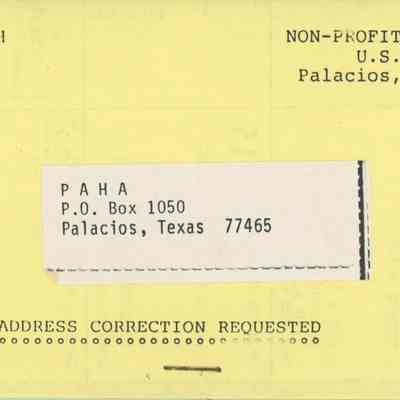 H
NON-PROFIT
U.S.
Palacios,
P A H A
P.O. Box 1050
Palacios, Texas 77465
ADDRESS CORRECTION REQUESTED